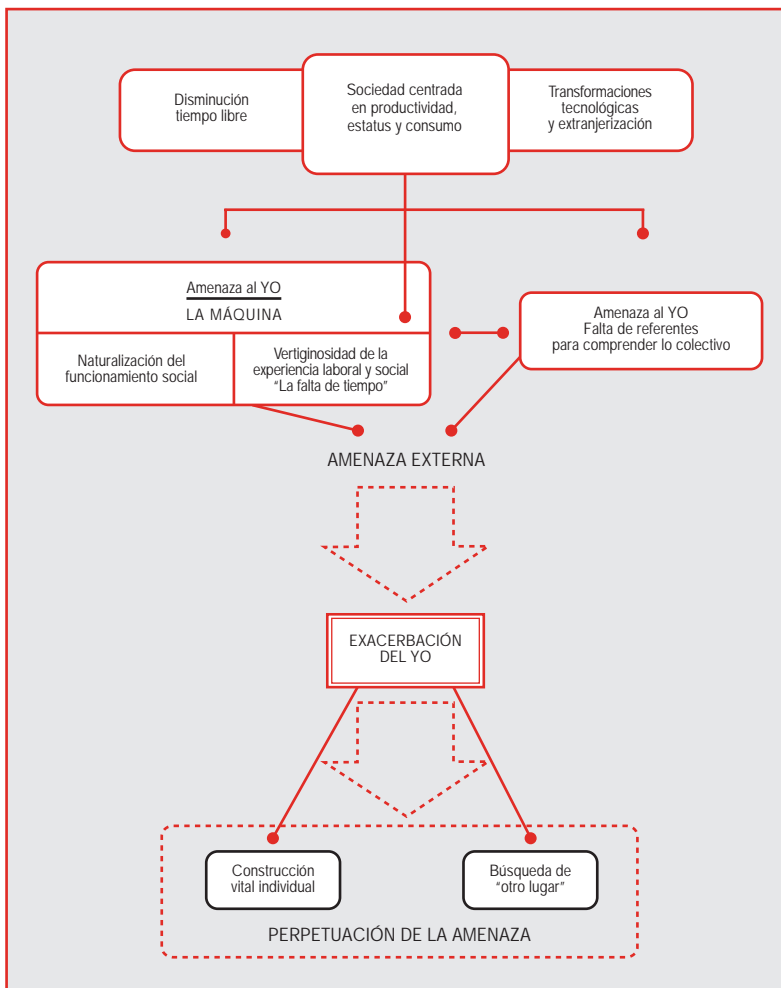 Disminución
tiempo libre
Sociedad centrada
en productividad,
estatus y consumo
Transformaciones
tecnológicas
y extranjerización
Amenaza al YO
LA MÁQUINA
Naturalización del
funcionamiento social
Vertiginosidad de la
experiencia laboral y social
“La falta de tiempo”
Amenaza al YO
Falta de referentes
para comprender lo colectivo
AMENAZA EXTERNA
EXACERBACIÓN
DEL YO
Construcción
vital individual
Búsqueda de
“otro lugar”
PERPETUACIÓN DE LA AMENAZA